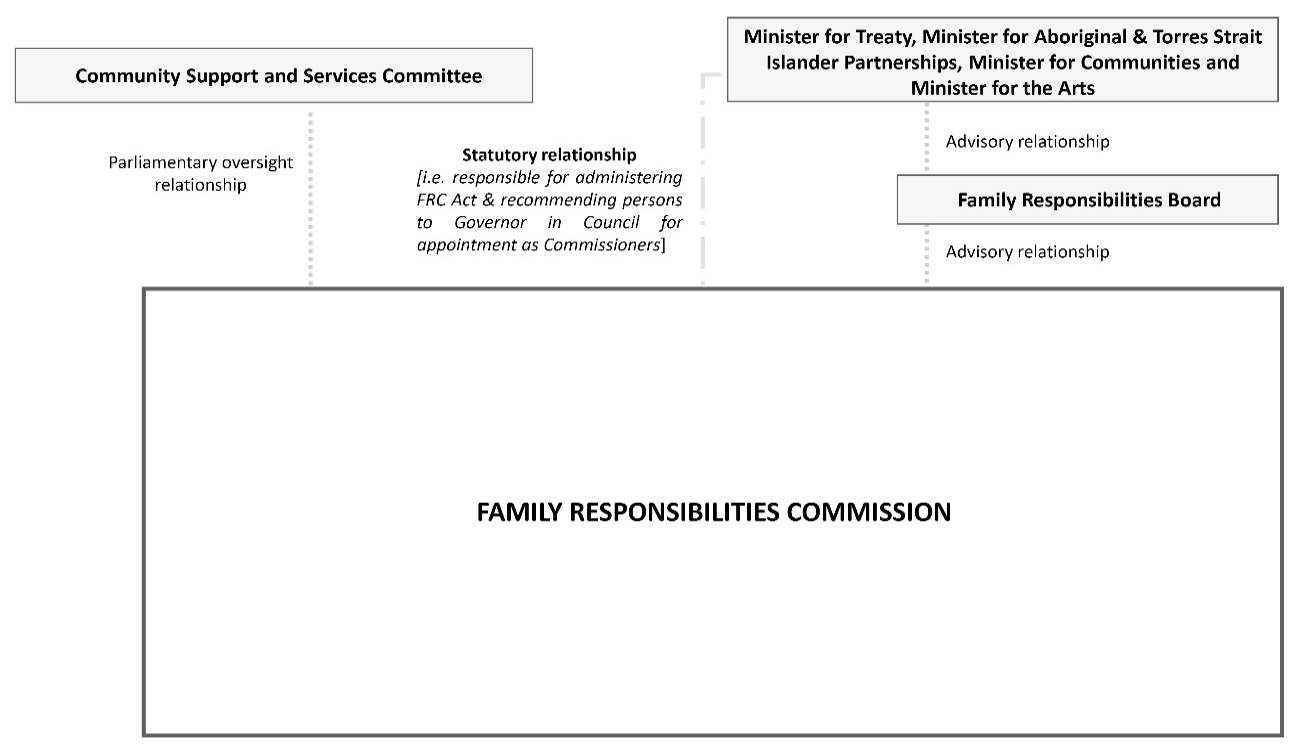 Community Support and Services Committee
Minister for Treaty, Minister for Aboriginal & Torres Strait
Islander Partnerships, Minister for Communities and
Minister for the Arts
Parliamentary oversight
relationship
Statutory relationship
[i.e. responsible for administering
FRC Act & recommending persons
to Governor in Council for
appointment as Commissioners]
Advisory relationship
Family Responsibilities Board
Advisory relationship
FAMILY RESPONSIBILITIES COMMISSION